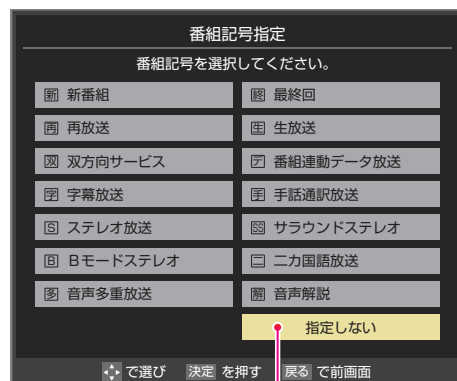 番組記号指定
番組記号を選択してください。
新 新番組
終 最終回
再 再放送
生 生放送
双 双方向サービス
デ 番組連動データ放送
字 字幕放送
手 手話通訳放送
S ステレオ放送
SS サラウンドステレオ
B Bモードステレオ
二 二カ国語放送
多 音声多重放送
解 音声解説
指定しない
で選び 決定 を押す 戻る で前画面